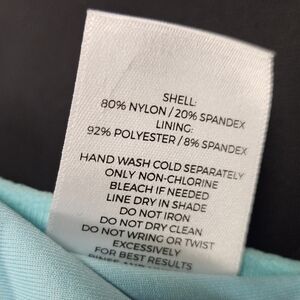 SHELL:
80% NYLON / 20% SPANDEX
LINING:
92% POLYESTER / 8% SPANDEX
HAND WASH COLD SEPARATELY
ONLY NON-CHLORINE
BLEACH IF NEEDED
LINE DRY IN SHADE
DO NOT IRON
DO NOT DRY CLEAN
DO NOT WRING OR TWIST
EXCESSIVELY
FOR BEST RESULTS